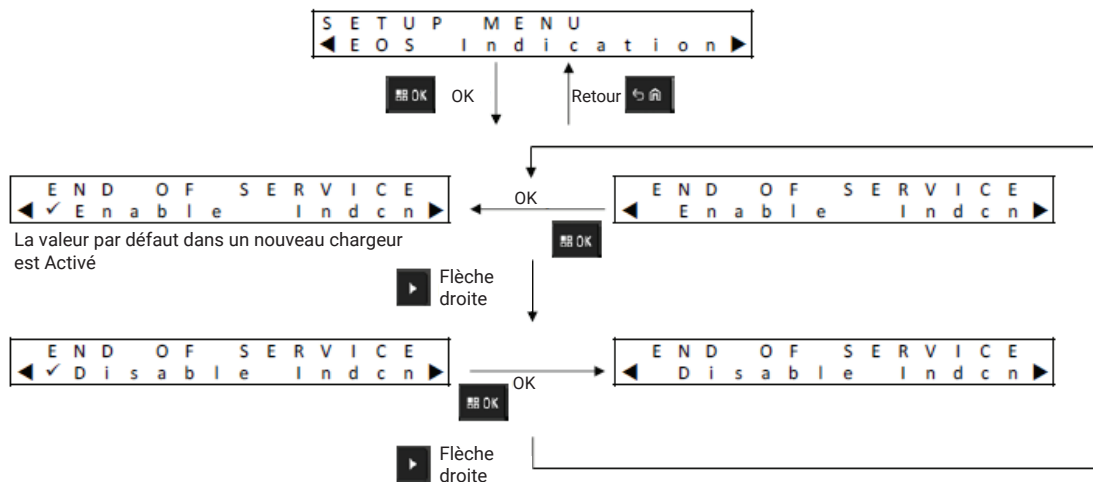 SETUP MENU
◀EOS Indication▶
OK
OK
Retour
END OF SERVICE
◀✓Enable Indcn▶
OK
OK
END OF SERVICE
◀ Enable Indcn▶
La valeur par défaut dans un nouveau chargeur
est Activé
Flèche
droite
END OF SERVICE
◀✓Disable Indcn▶
OK
OK
END OF SERVICE
◀ Disable Indcn▶
Flèche
droite